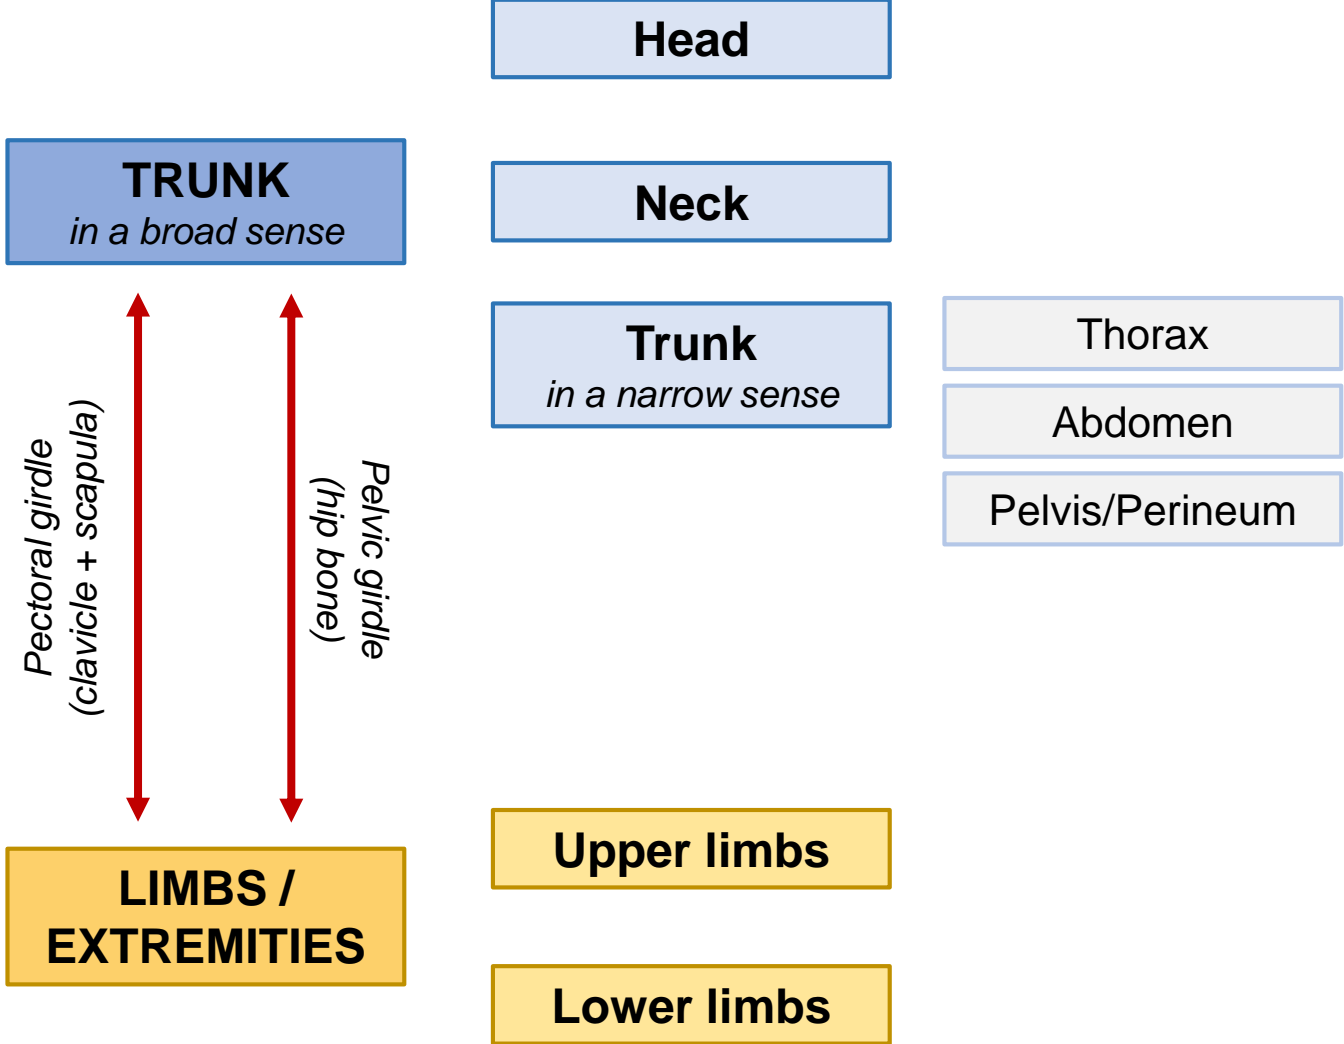 Head
TRUNK
in a broad sense
Neck
Trunk
in a narrow sense
Thorax
Abdomen
Pelvis/Perineum
Pectoral girdle
(clavicle + scapula)
Pelvic girdle
(hip bone)
LIMBS /
EXTREMITIES
Upper limbs
Lower limbs